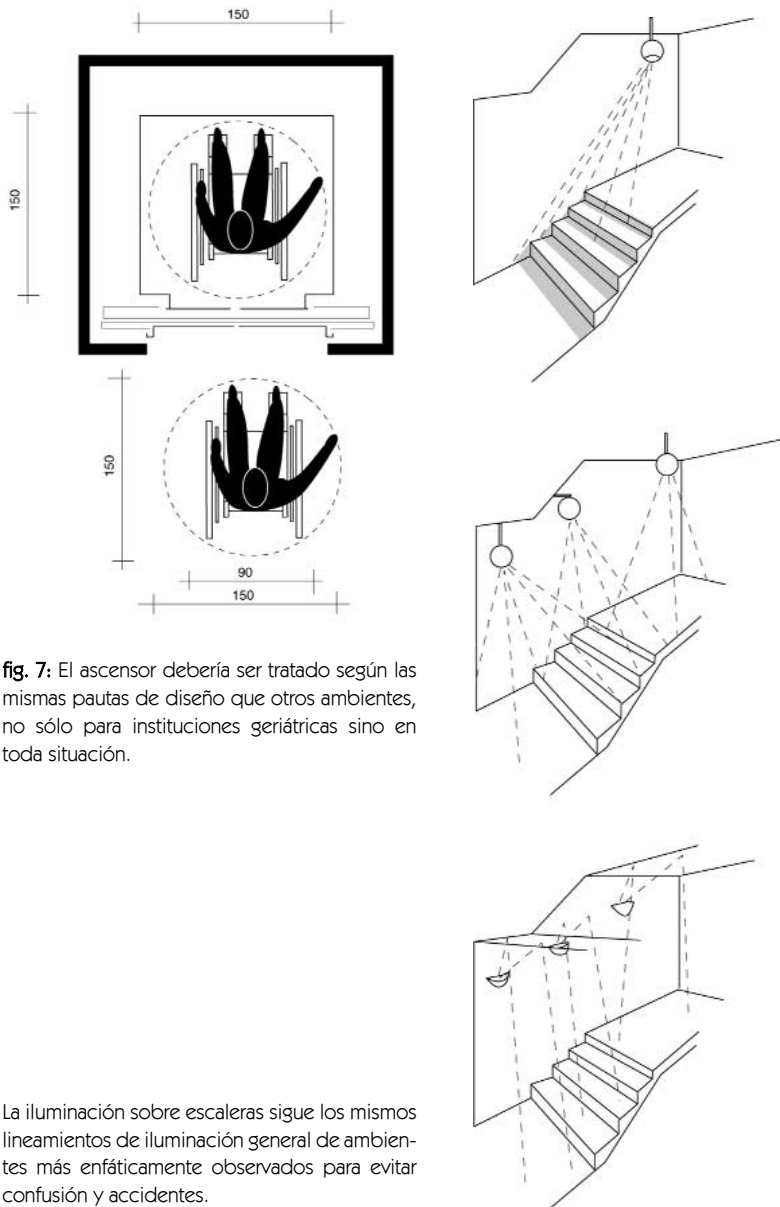 150
150
150
90
150
fig. 7: El ascensor debería ser tratado según las
mismas pautas de diseño que otros ambientes,
no sólo para instituciones geriátricas sino en
toda situación.
La iluminación sobre escaleras sigue los mismos
lineamientos de iluminación general de ambien-
tes más enfáticamente observados para evitar
confusión y accidentes.